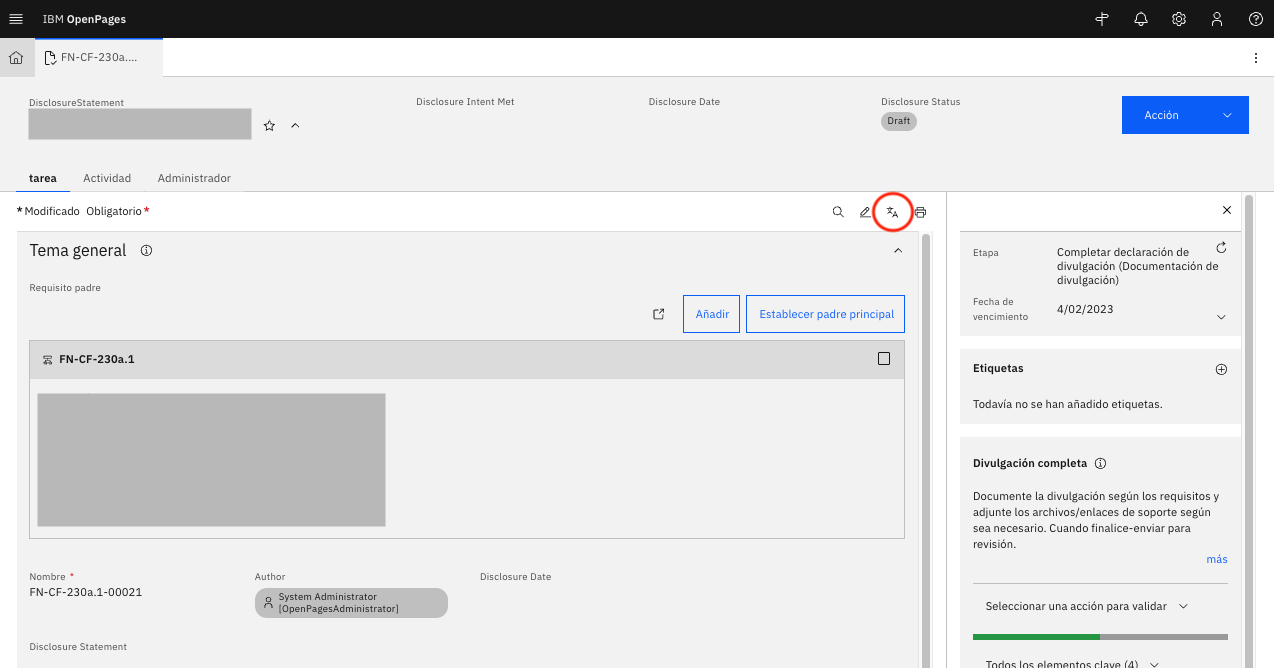 IBM OpenPages
FN-CF-230a....
DisclosureStatement
Disclosure Intent Met
Disclosure Date
Disclosure Status
Draft
Acción
tarea
Actividad
Administrador
* Modificado Obligatorio *
Tema general
Requisito padre
Añadir
Establecer padre principal
FN-CF-230a.1
Nombre *
FN-CF-230a.1-00021
Author
System Administrator
[OpenPagesAdministrator]
Disclosure Date
Disclosure Statement
Etapa
Completar declaración de
divulgación (Documentación de
divulgación)
Fecha de
vencimiento
4/02/2023
Etiquetas
Todavía no se han añadido etiquetas.
Divulgación completa
Documente la divulgación según los requisitos y
adjunte los archivos/enlaces de soporte según
sea necesario. Cuando finalice-enviar para
revisión.
más
Seleccionar una acción para validar
Todos los elementos clave (4)